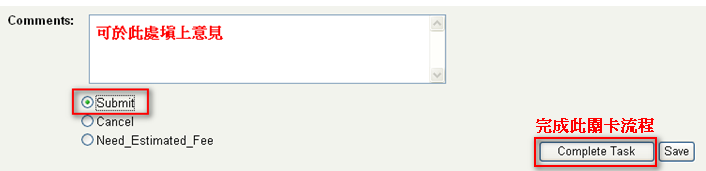 Comments:
可於此處填上意見
Submit
Cancel
Need_Estimated_Fee
完成此關卡流程
Complete Task Save